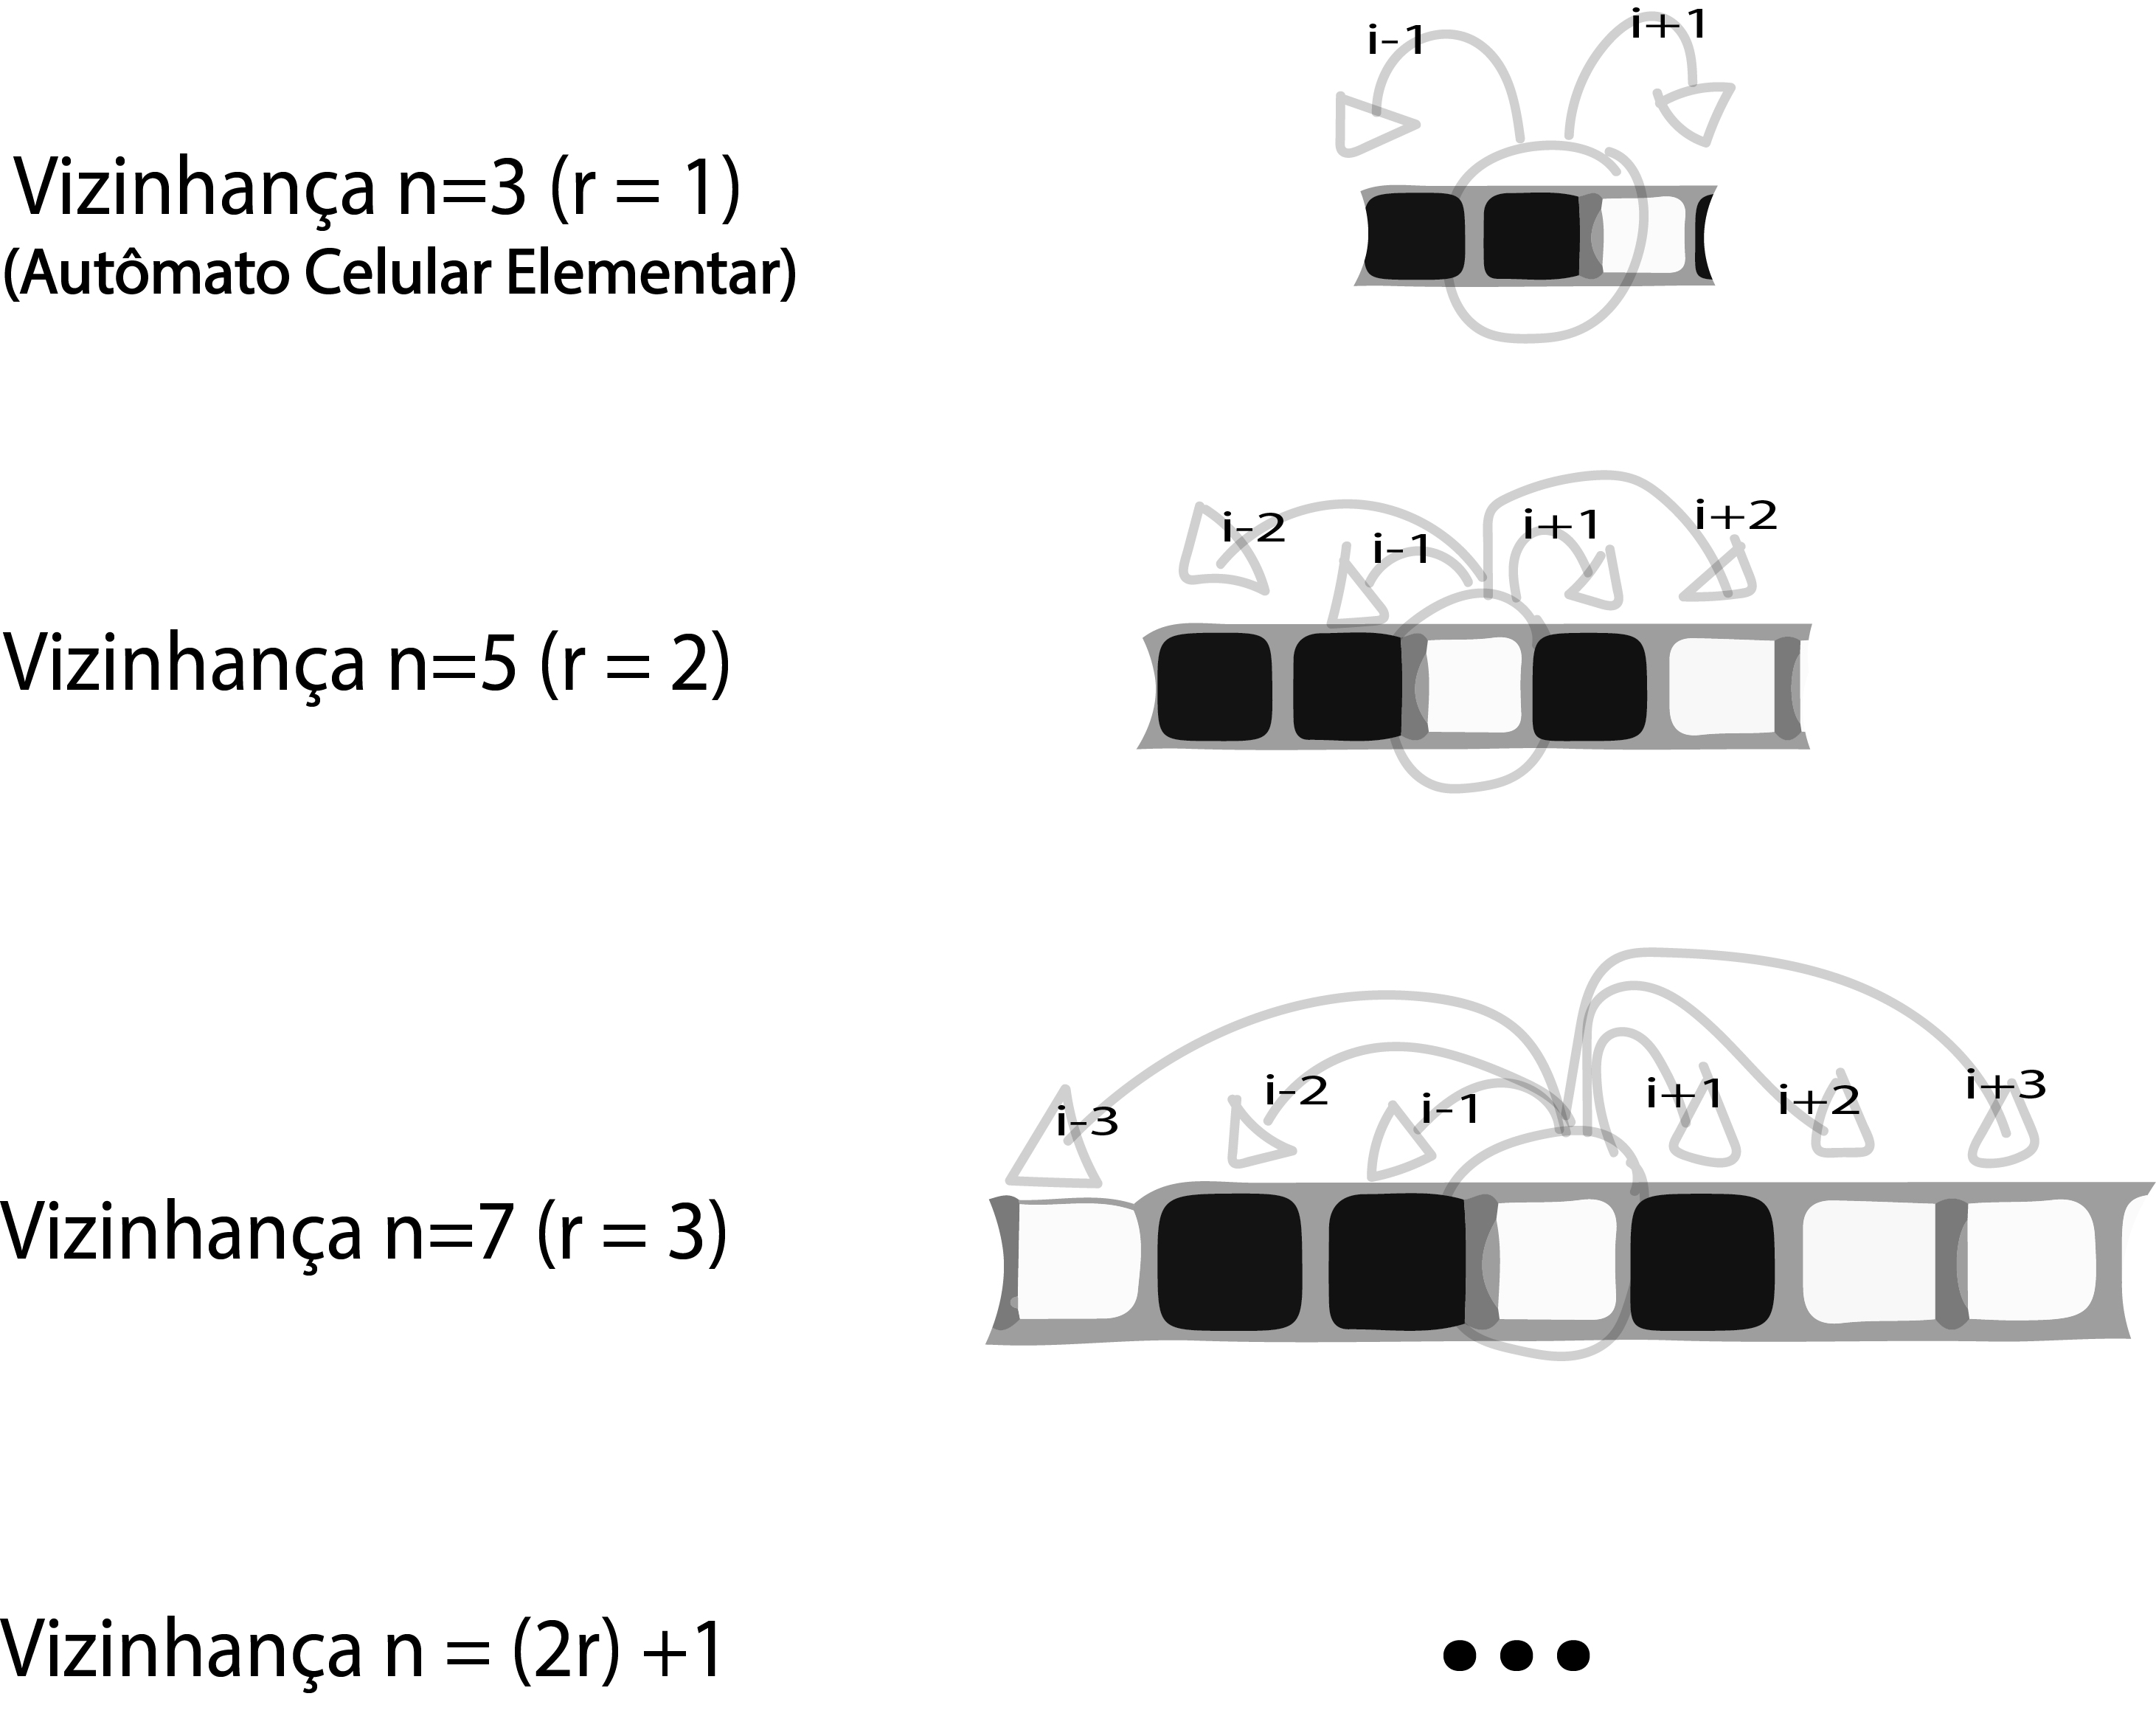 i-1 i+1
Vizinhança n=3 (r = 1)
(Autômato Celular Elementar)
i-2 i-1 i+1 i+2
Vizinhança n=5 (r = 2)
i-3 i-2 i-1 i+1 i+2 i+3
Vizinhança n=7 (r = 3)
Vizinhança n = (2r) +1